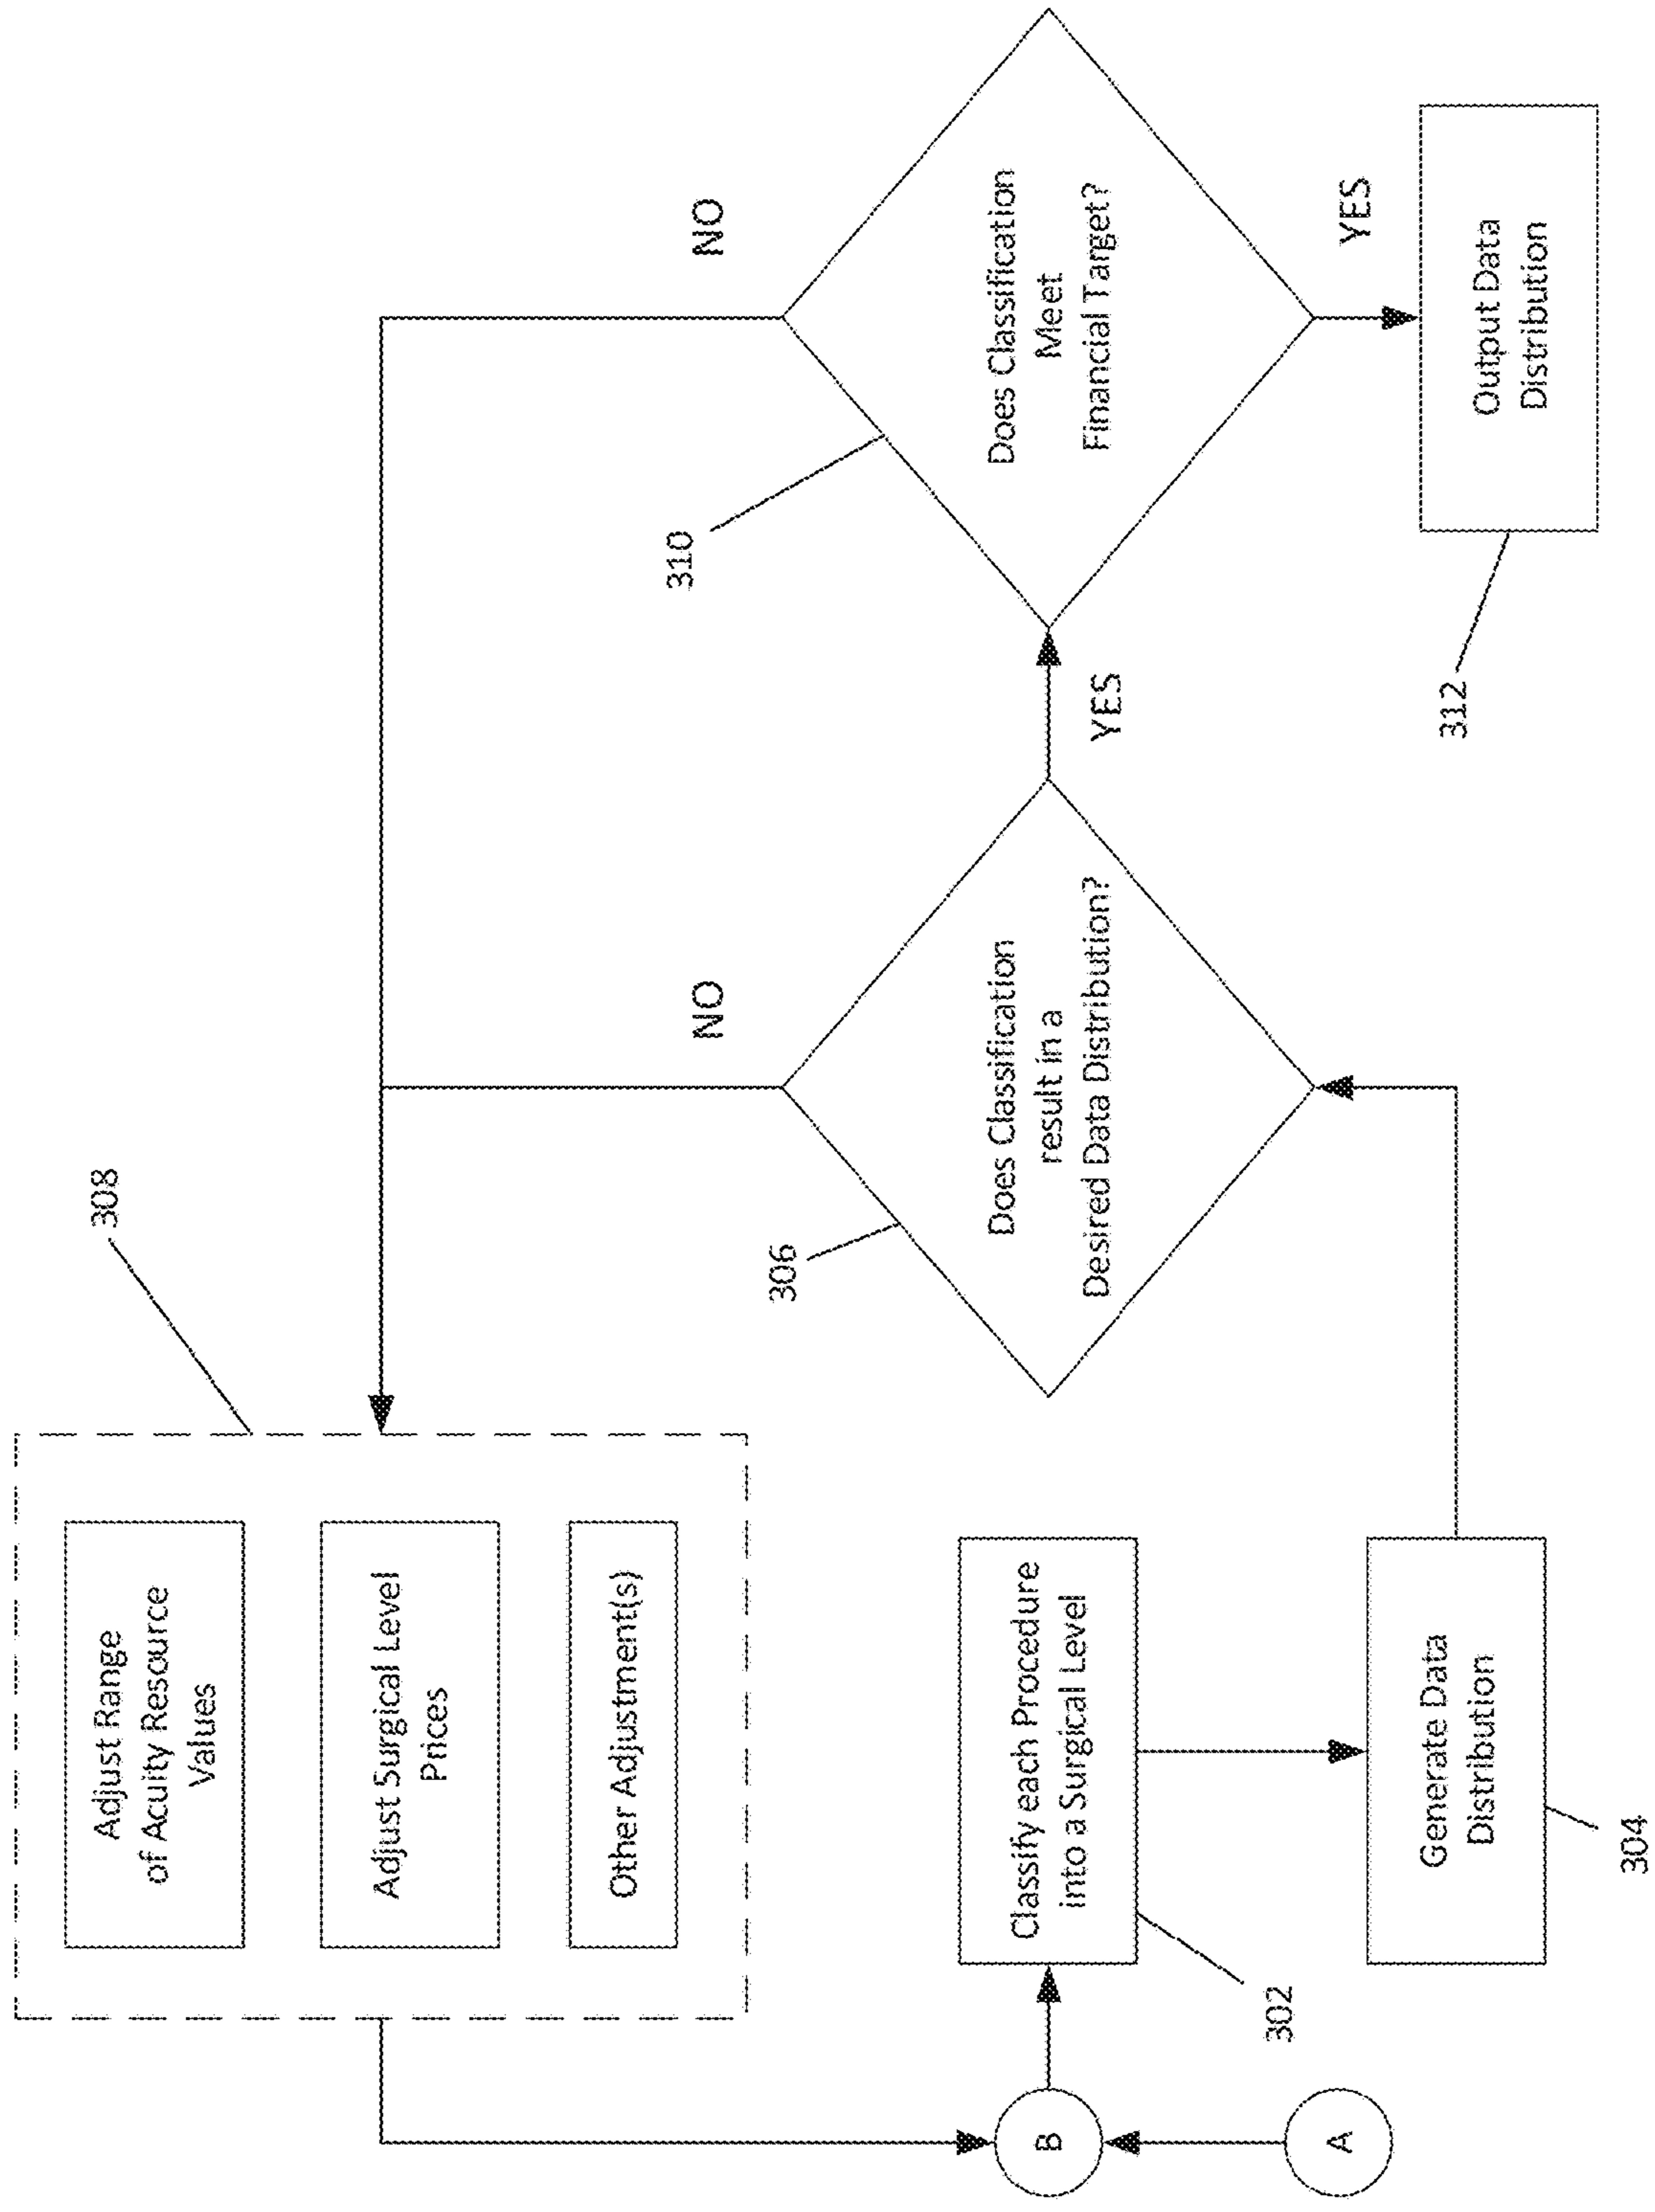 308
Adjust Range
of Acuity Resource
Values
Adjust Surgical Level
Prices
Other Adjustment(s)
NO
NO
306
310
B
Classify each Procedure
into a Surgical Level
302
Does Classification
result in a
Desired Data Distribution?
YES
Does Classification
Meet
Financial Target?
YES
A
Generate Data
Distribution
304
312
Output Data
Distribution